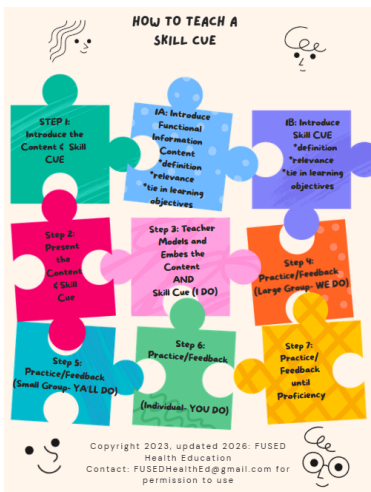 HOW TO TEACH A
SKILL CUE
STEP 1:
Introduce the
Content & Skill
CUE
1A: Introduce
Functional
Information
Content
*definition
*relevance
*tie in learning
objectives
1B: Introduce
Skill CUE
*definition
*relevance
*tie in learning
objectives
Step 2:
Present
the
Content
& Skill
Cue
Step 3: Teacher
Models and
Embes the
Content
AND
Skill Cue (I DO)
Step 4:
Practice/Feedback
(Large Group- WE DO)
Step 5:
Practice/Feedback
(Small Group- YA'LL DO)
Step 6:
Practice/Feedback
(Individual- YOU DO)
Step 7:
Practice/
Feedback
until
Proficiency
Copyright 2023, updated 2026: FUSED
Health Education
Contact: FUSEDHealthEd@gmail.com for
permission to use